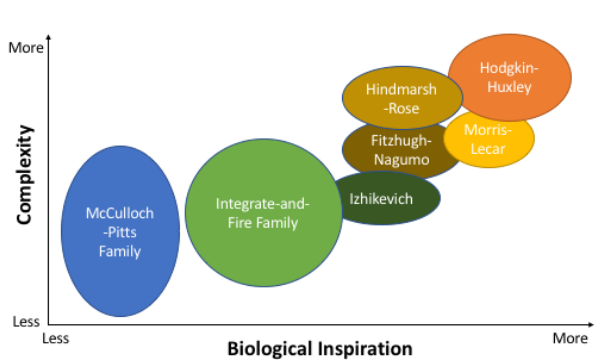 More
Hodgkin-
Huxley
Hindmarsh
-Rose
Morris-
Lecar
Fitzhugh-
Nagumo
Izhikevich
Integrate-and-
Fire Family
McCulloch
-Pitts
Family
Complexity
Less
Less
More
Biological Inspiration